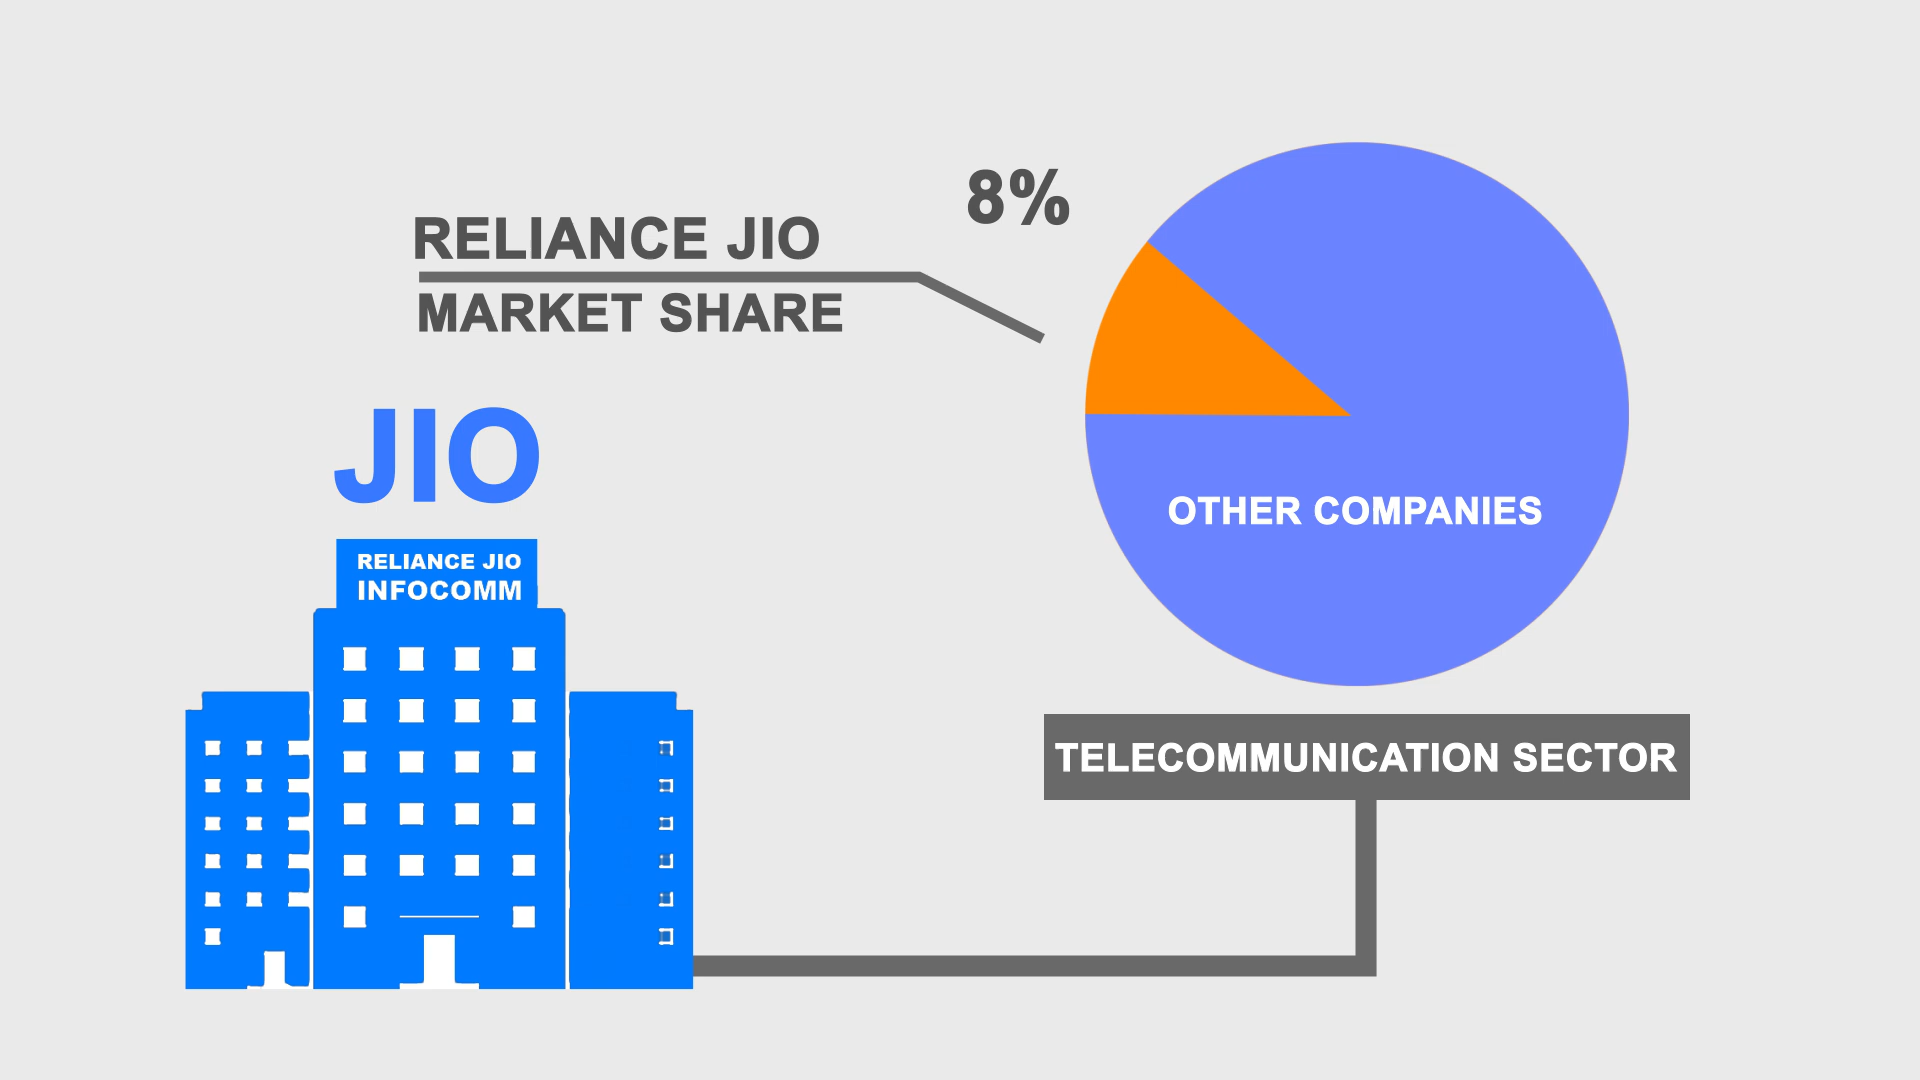 8%
RELIANCE JIO
MARKET SHARE
JIO
RELIANCE JIO
INFOCOMM
OTHER COMPANIES
TELECOMMUNICATION SECTOR